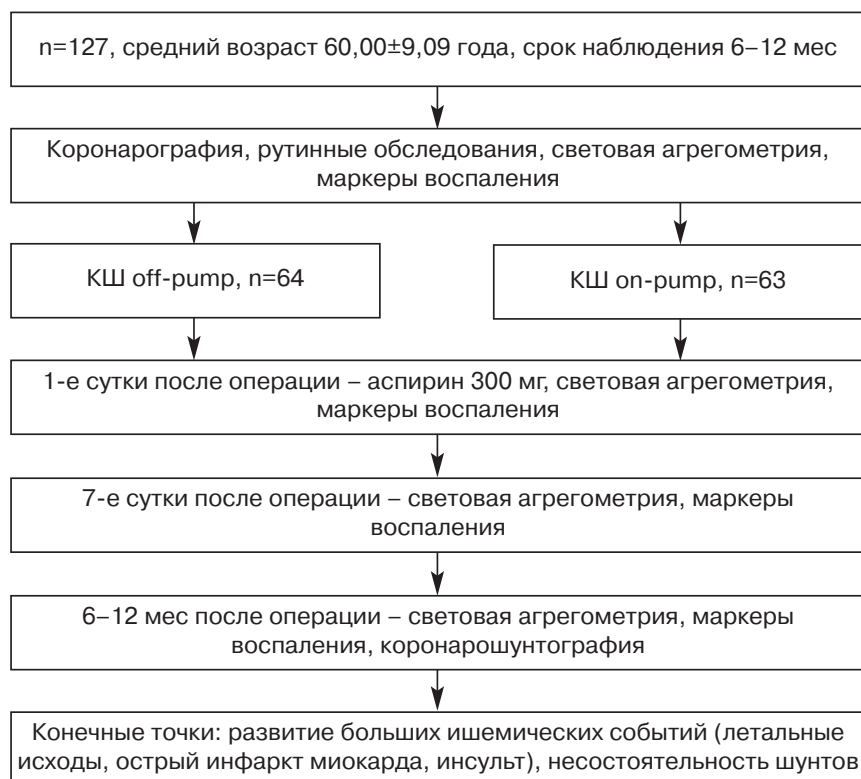 n=127, средний возраст 60,00±9,09 года, срок наблюдения 6–12 мес
Коронарография, рутинные обследования, световая агрегометрия,
маркеры воспаления
КШ off-pump, n=64
КШ on-pump, n=63
1-е сутки после операции – аспирин 300 мг, световая агрегометрия,
маркеры воспаления
7-е сутки после операции – световая агрегометрия, маркеры
воспаления
6–12 мес после операции – световая агрегометрия, маркеры
воспаления, коронарошунтография
Конечные точки: развитие больших ишемических событий (летальные
исходы, острый инфаркт миокарда, инсульт), несостоятельность шунтов